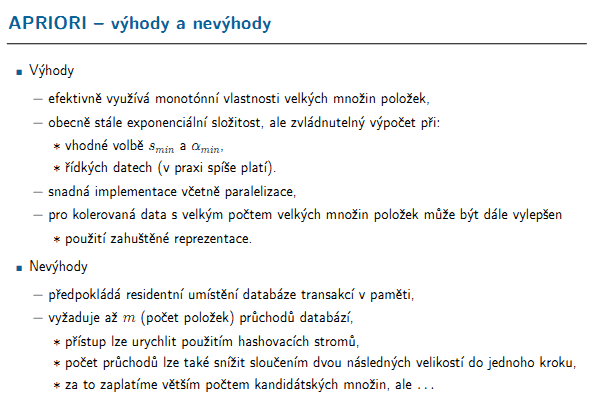 APRIORI – výhody a nevýhody
▪ Výhody
– efektivně využívá monotónní vlastnosti velkých množin položek,
– obecně stále exponenciální složitost, ale zvládnutelný výpočet při:
∗ vhodné volbě s_min a α_min,
∗ řídkých datech (v praxi spíše platí).
– snadná implementace včetně paralelizace,
– pro kolerovaná data s velkým počtem velkých množin položek může být dále vylepšen
∗ použití zahuštěné reprezentace.
▪ Nevýhody
– předpokládá residentní umístění databáze transakcí v paměti,
– vyžaduje až m (počet položek) průchodů databází,
∗ přístup lze urychlit použitím hashovacích stromů,
∗ počet průchodů lze také snížit sloučením dvou následných velikostí do jednoho kroku,
∗ za to zaplatíme větším počtem kandidátských množin, ale . . .